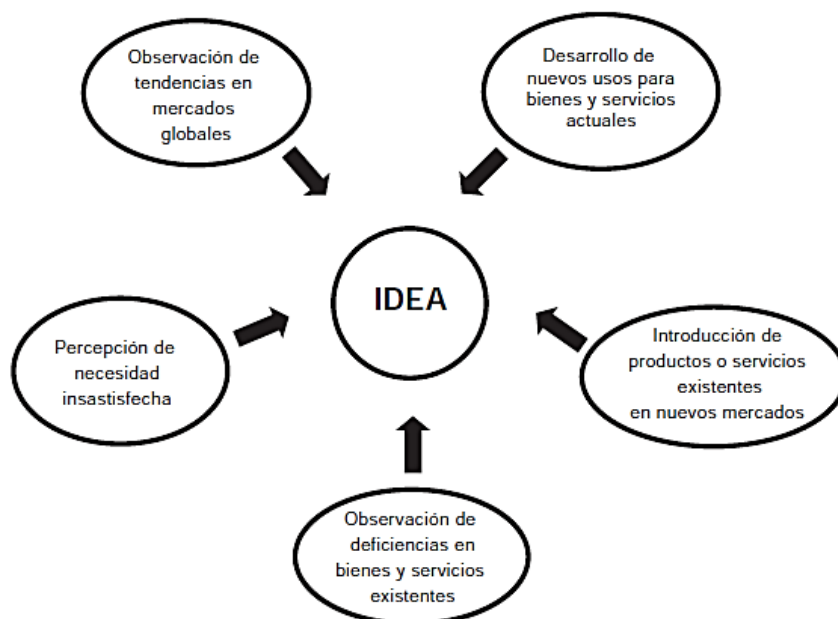 Observación de
tendencias en
mercados
globales
Desarrollo de
nuevos usos para
bienes y servicios
actuales
IDEA
Percepción de
necesidad
insastisfecha
Introducción de
productos o servicios
existentes
en nuevos mercados
Observación de
deficiencias en
bienes y servicios
existentes